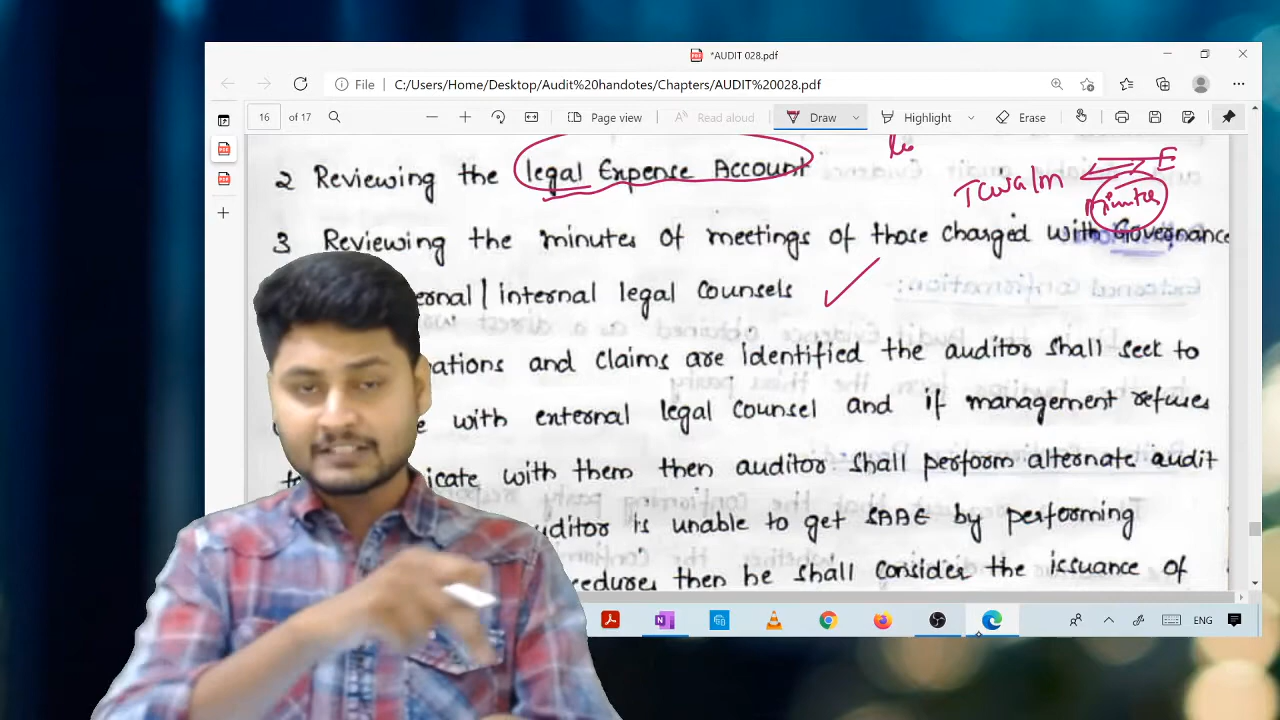 *AUDIT 028.pdf
File C:/Users/Home/Desktop/Audit%20handotes/Chapters/AUDIT%20028.pdf
16 of 17 Page view Read aloud Draw Highlight Erase
2 Reviewing the legal Expense Account
TCWG/m E
minutes
3 Reviewing the minutes of meetings of those charged with Governance
ernal/internal legal Counsels
ations and Claims are identified the auditor shall seek to
e with external legal Counsel and if management refuses
icate with them then auditor shall perform alternate audit
uditor is unable to get SAAE by performing
cedures then he shall consider the issuance of
ENG